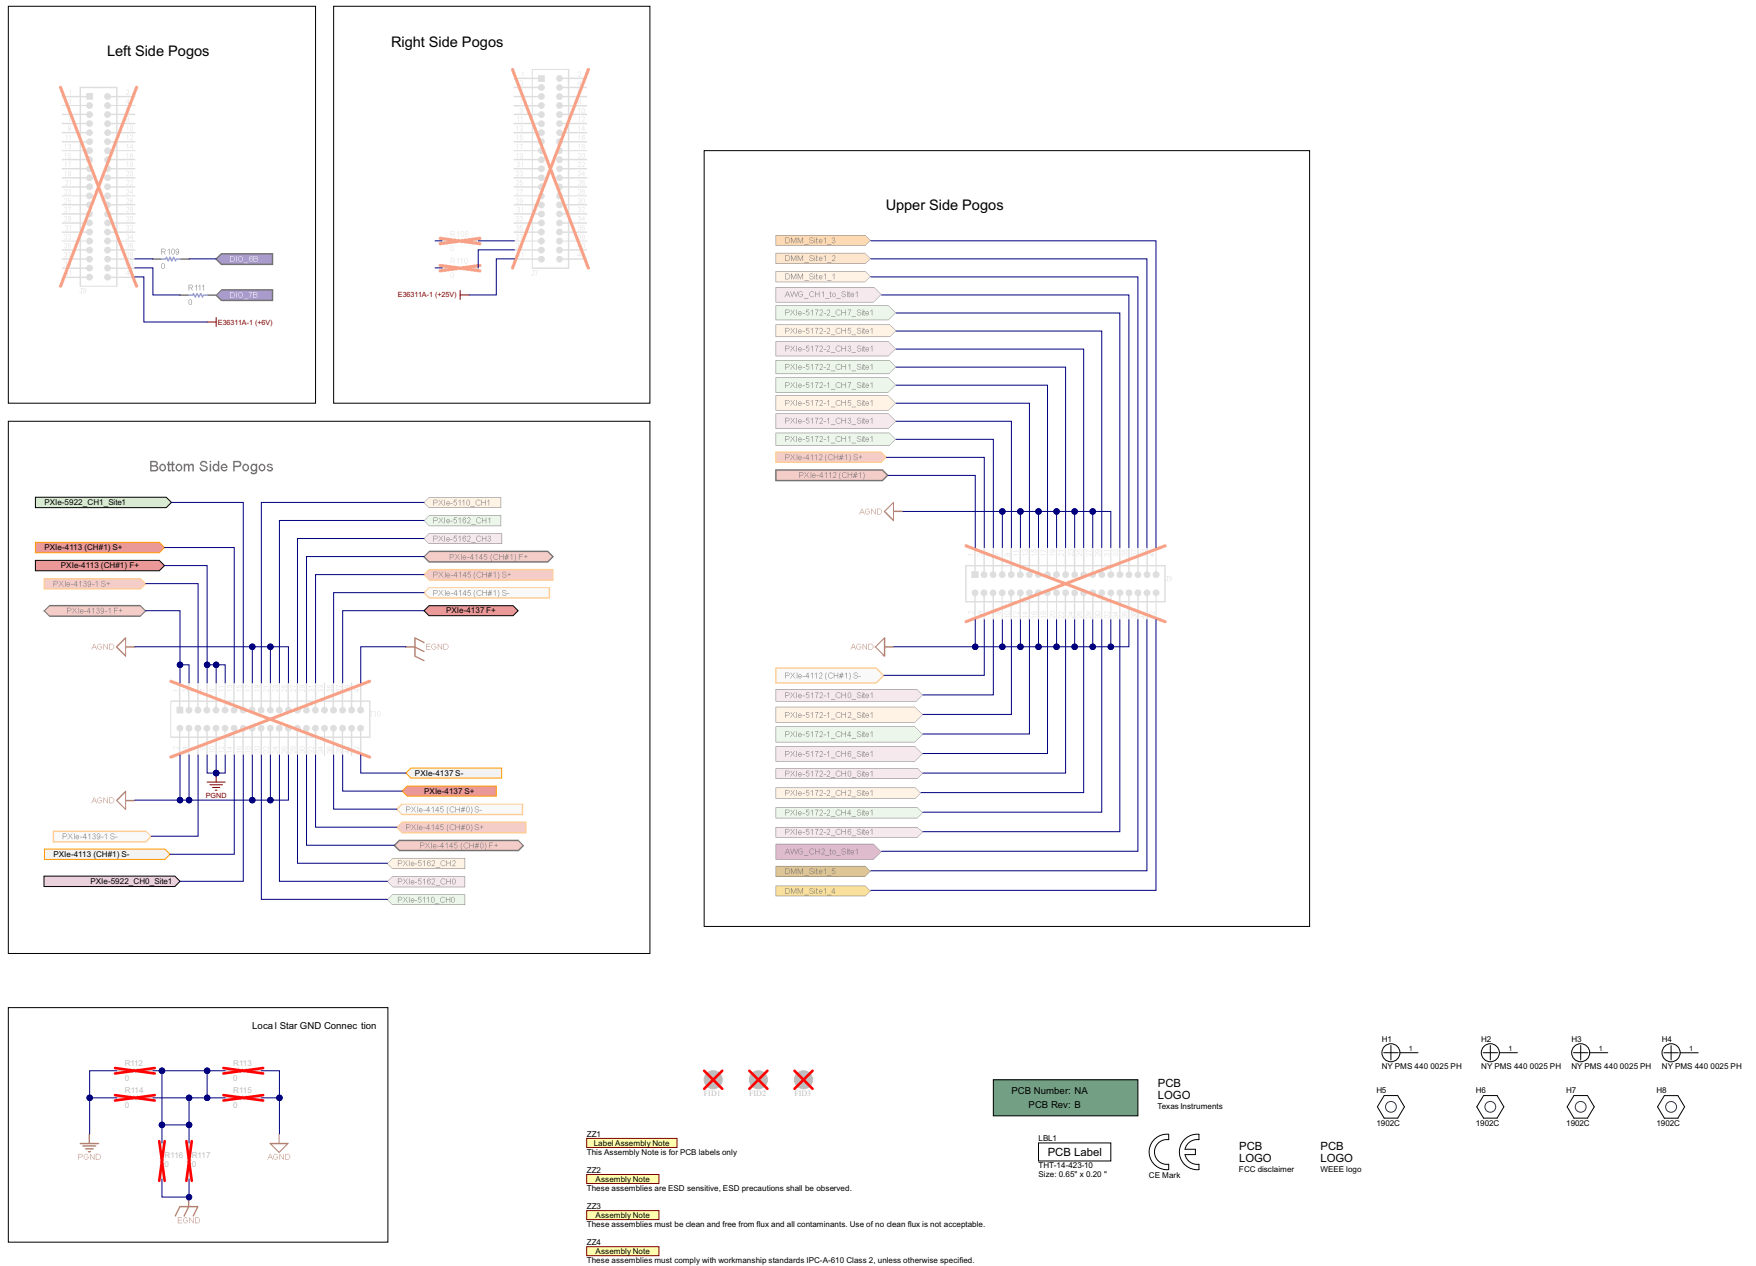 Left Side Pogos
R109
0
DIO_6B
R111
0
DIO_7B
E36311A-1 (+6V)
Right Side Pogos
E36311A-1 (+25V)
Upper Side Pogos
DMM_Site1_3
DMM_Site1_2
DMM_Site1_1
AWG_CH1_to_Site1
PXIe-5172-2_CH7_Site1
PXIe-5172-2_CH5_Site1
PXIe-5172-2_CH3_Site1
PXIe-5172-2_CH1_Site1
PXIe-5172-1_CH7_Site1
PXIe-5172-1_CH5_Site1
PXIe-5172-1_CH3_Site1
PXIe-5172-1_CH1_Site1
PXIe-4112 (CH#1) S+
PXIe-4112 (CH#1)
AGND
AGND
PXIe-4112 (CH#1) S-
PXIe-5172-1_CH0_Site1
PXIe-5172-1_CH2_Site1
PXIe-5172-1_CH4_Site1
PXIe-5172-1_CH6_Site1
PXIe-5172-2_CH0_Site1
PXIe-5172-2_CH2_Site1
PXIe-5172-2_CH4_Site1
PXIe-5172-2_CH6_Site1
AWG_CH2_to_Site1
DMM_Site1_5
DMM_Site1_4
Bottom Side Pogos
PXIe-5922_CH1_Site1
PXIe-4113 (CH#1) S+
PXIe-4113 (CH#1) F+
PXIe-4139-1 S+
PXIe-4139-1 F+
AGND
PXIe-5110_CH1
PXIe-5162_CH1
PXIe-5162_CH3
PXIe-4145 (CH#1) F+
PXIe-4145 (CH#1) S+
PXIe-4145 (CH#1) S-
PXIe-4137 F+
EGND
PGND
AGND
PXIe-4139-1 S-
PXIe-4113 (CH#1) S-
PXIe-5922_CH0_Site1
PXIe-4137 S-
PXIe-4137 S+
PXIe-4145 (CH#0) S-
PXIe-4145 (CH#0) S+
PXIe-4145 (CH#0) F+
PXIe-5162_CH2
PXIe-5162_CH0
PXIe-5110_CH0
Local Star GND Connection
R112
0
R113
0
R114
0
R115
0
R116
0
R117
0
PGND
AGND
EGND
FID1
FID2
FID3
ZZ1
Label Assembly Note
This Assembly Note is for PCB labels only
ZZ2
Assembly Note
These assemblies are ESD sensitive, ESD precautions shall be observed.
ZZ3
Assembly Note
These assemblies must be clean and free from flux and all contaminants. Use of no clean flux is not acceptable.
ZZ4
Assembly Note
These assemblies must comply with workmanship standards IPC-A-610 Class 2, unless otherwise specified.
PCB Number: NA
PCB Rev: B
PCB
LOGO
Texas Instruments
LBL1
PCB Label
THT-14-423-10
Size: 0.65" x 0.20 "
CE
CE Mark
PCB
LOGO
FCC disclaimer
PCB
LOGO
WEEE logo
H1
1
NY PMS 440 0025 PH
H2
1
NY PMS 440 0025 PH
H3
1
NY PMS 440 0025 PH
H4
1
NY PMS 440 0025 PH
H5
1902C
H6
1902C
H7
1902C
H8
1902C